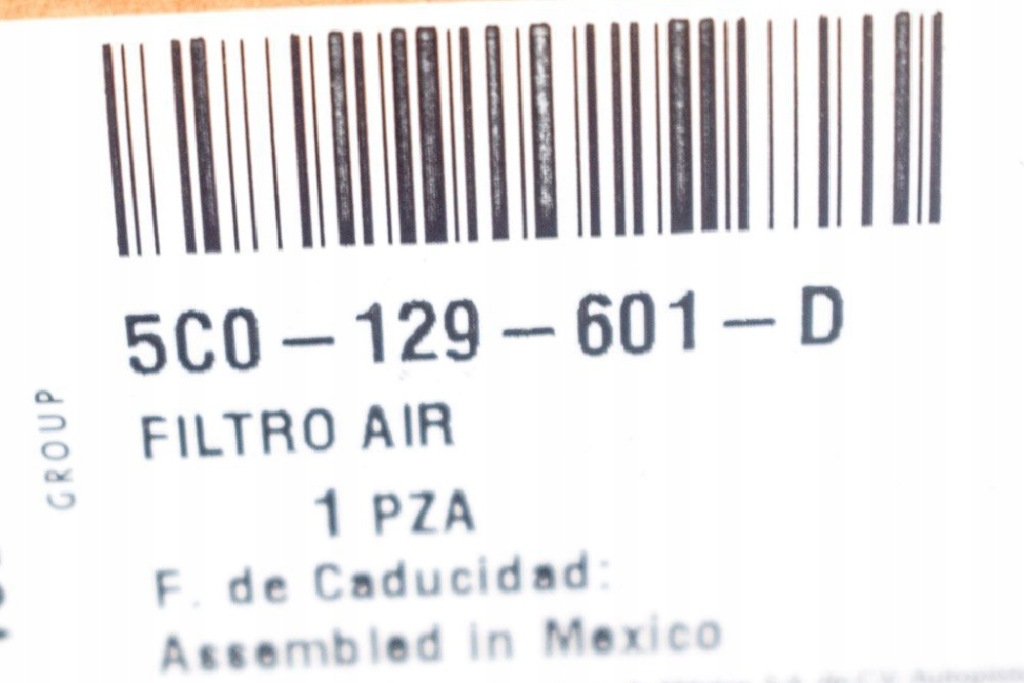 5C0-129-601-D
FILTRO AIR
1 PZA
F. de Caducidad:
Assembled in Mexico
GROUP